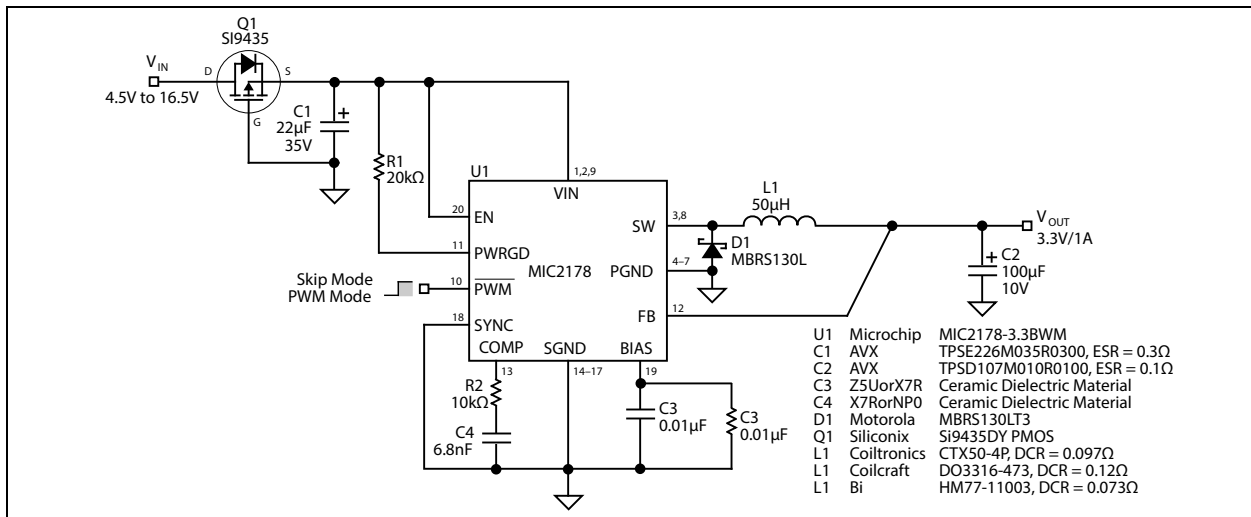 Q1
SI9435
V IN
4.5V to 16.5V
D
S
G
C1
22µF
35V
+
R1
20kΩ
U1
1,2,9
VIN
20
EN
11
PWRGD
MIC2178
Skip Mode
PWM Mode
10
PWM
18
SYNC
COMP
13
SGND
14–17
BIAS
19
SW
3,8
PGND
4–7
FB
12
L1
50µH
D1
MBRS130L
V OUT
3.3V/1A
+
C2
100µF
10V
R2
10kΩ
C4
6.8nF
C3
0.01µF
C3
0.01µF
U1 Microchip MIC2178-3.3BWM
C1 AVX TPSE226M035R0300, ESR = 0.3Ω
C2 AVX TPSD107M010R0100, ESR = 0.1Ω
C3 Z5UorX7R Ceramic Dielectric Material
C4 X7RorNP0 Ceramic Dielectric Material
D1 Motorola MBRS130LT3
Q1 Siliconix Si9435DY PMOS
L1 Coiltronics CTX50-4P, DCR = 0.097Ω
L1 Coilcraft DO3316-473, DCR = 0.12Ω
L1 Bi HM77-11003, DCR = 0.073Ω